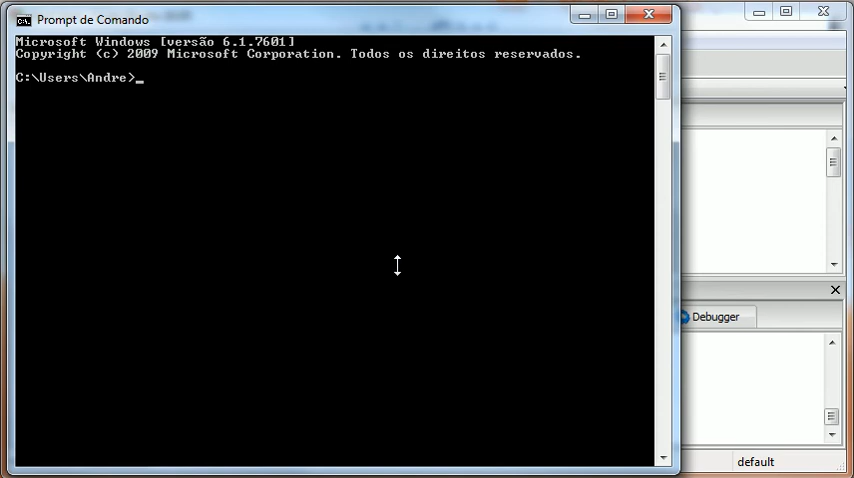 Prompt de Comando
Microsoft Windows [versão 6.1.7601]
Copyright (c) 2009 Microsoft Corporation. Todos os direitos reservados.
C:\Users\Andre>_
Debugger
default